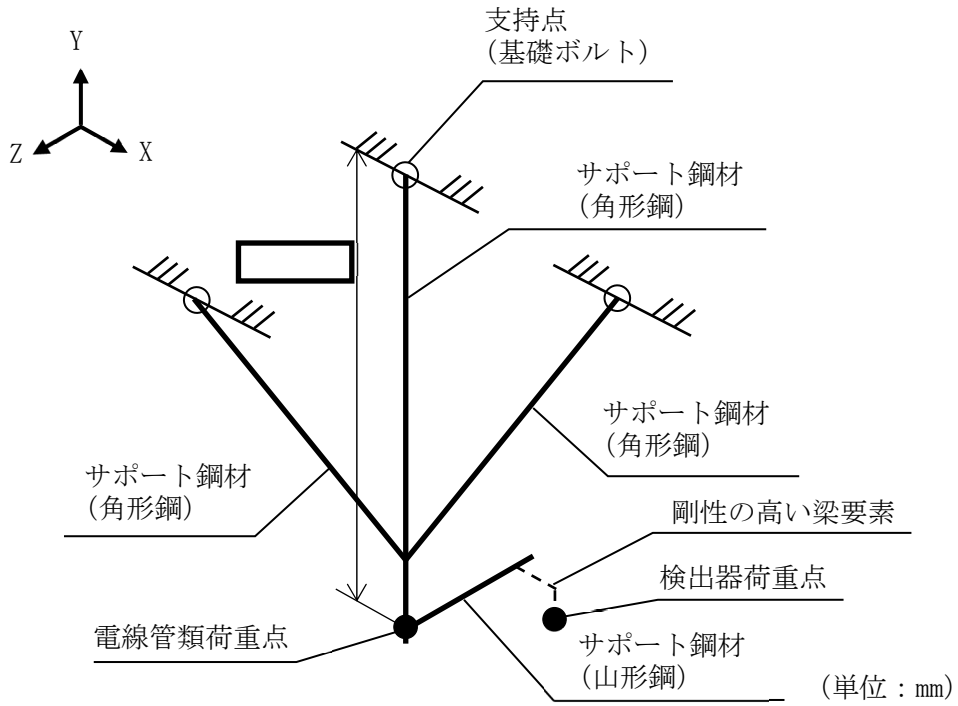 支持点
（基礎ボルト）
Y
Z
X
サポート鋼材
（角形鋼）
サポート鋼材
（角形鋼）
サポート鋼材
（角形鋼）
剛性の高い梁要素
検出器荷重点
電線管類荷重点
サポート鋼材
（山形鋼）
（単位：mm）